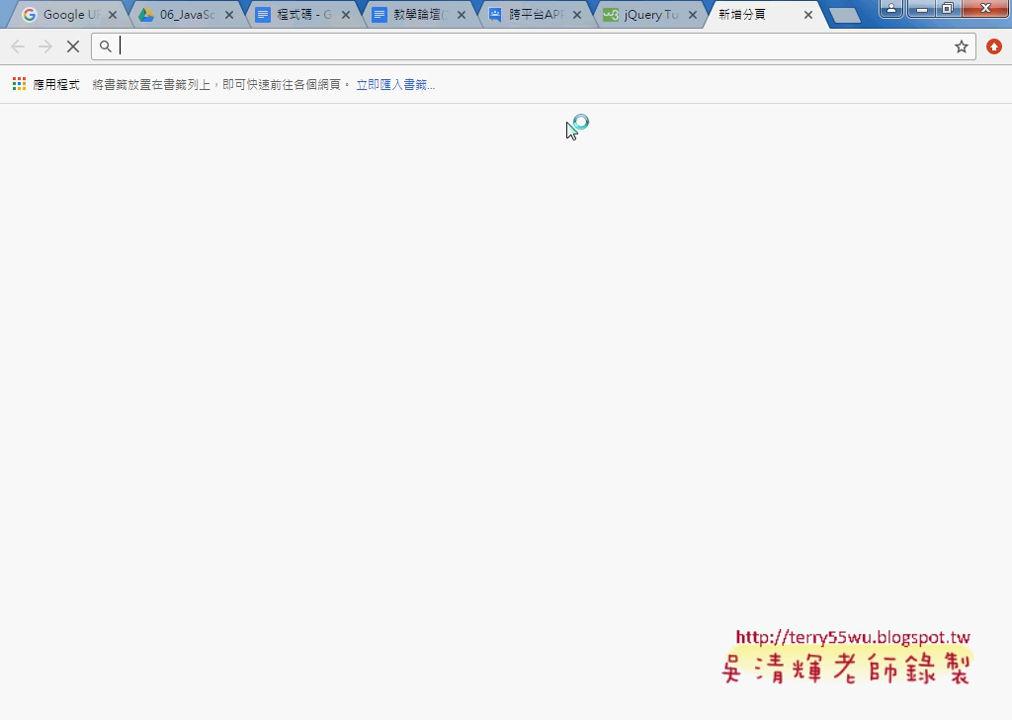 Google U
06_JavaSc
程式碼 - G
教學論壇(
跨平台APP
jQuery Tu
新增分頁
應用程式
將書籤放置在書籤列上，即可快速前往各個網頁。
立即匯入書籤...
http://terry55wu.blogspot.tw
吳清輝老師錄製